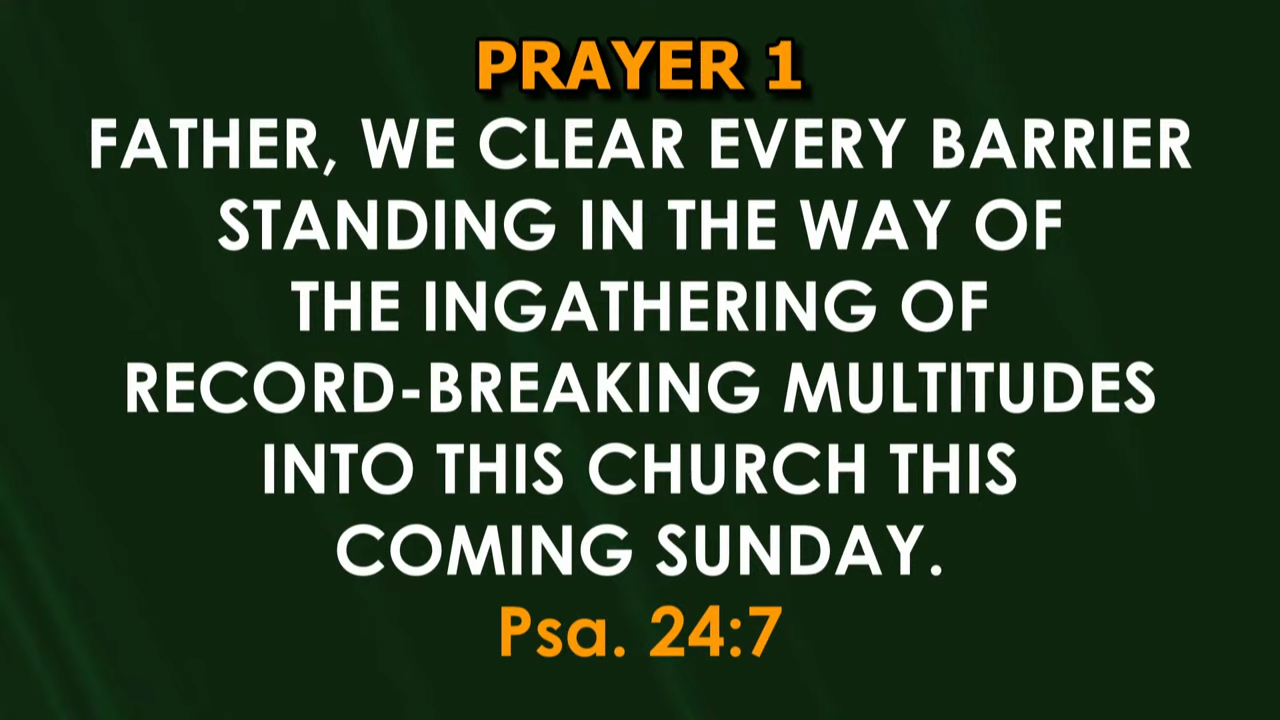 PRAYER 1
FATHER, WE CLEAR EVERY BARRIER
STANDING IN THE WAY OF
THE INGATHERING OF
RECORD-BREAKING MULTITUDES
INTO THIS CHURCH THIS
COMING SUNDAY.
Psa. 24:7